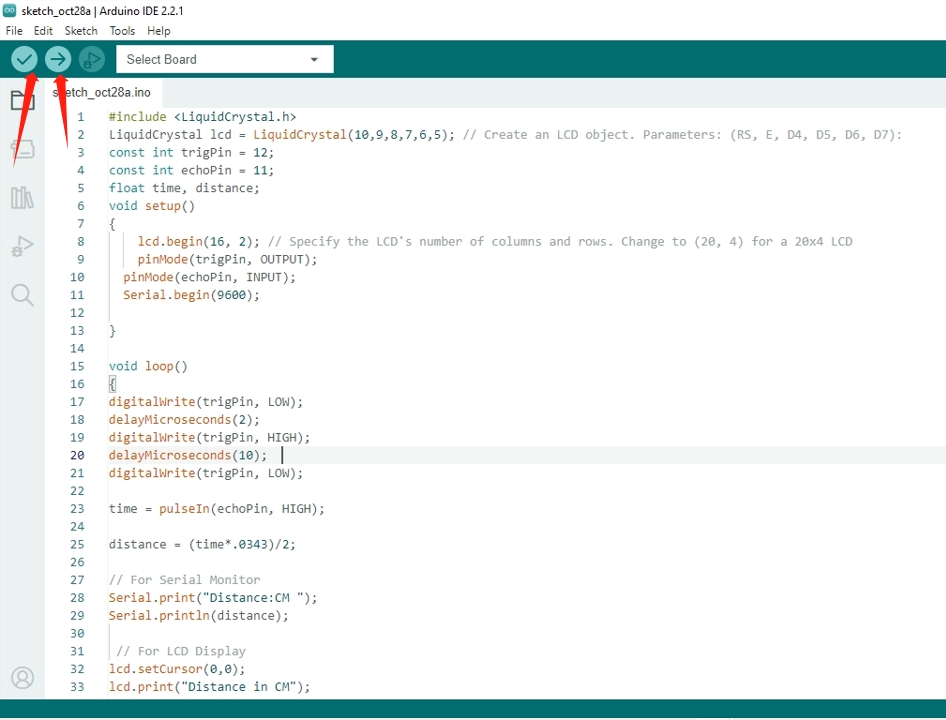 sketch_oct28a | Arduino IDE 2.2.1
File Edit Sketch Tools Help
Select Board
sketch_oct28a.ino
1 #include <LiquidCrystal.h>
2 LiquidCrystal lcd = LiquidCrystal(10,9,8,7,6,5); // Create an LCD object. Parameters: (RS, E, D4, D5, D6, D7):
3 const int trigPin = 12;
4 const int echoPin = 11;
5 float time, distance;
6 void setup()
7 {
8 lcd.begin(16, 2); // Specify the LCD's number of columns and rows. Change to (20, 4) for a 20x4 LCD
9 pinMode(trigPin, OUTPUT);
10 pinMode(echoPin, INPUT);
11 Serial.begin(9600);
12
13 }
14
15 void loop()
16 {
17 digitalWrite(trigPin, LOW);
18 delayMicroseconds(2);
19 digitalWrite(trigPin, HIGH);
20 delayMicroseconds(10);
21 digitalWrite(trigPin, LOW);
22
23 time = pulseIn(echoPin, HIGH);
24
25 distance = (time*.0343)/2;
26
27 // For Serial Monitor
28 Serial.print("Distance:CM ");
29 Serial.println(distance);
30
31 // For LCD Display
32 lcd.setCursor(0,0);
33 lcd.print("Distance in CM");